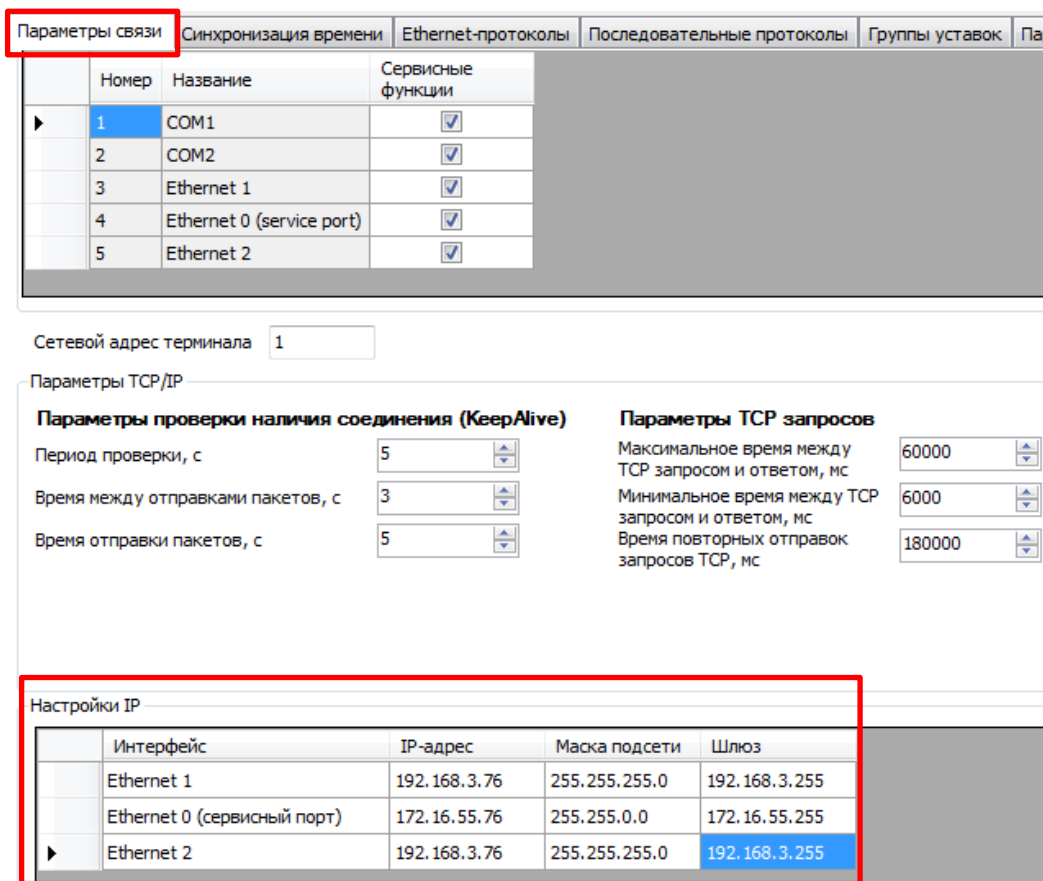 Параметры связи Синхронизация времени Ethernet-протоколы Последовательные протоколы Группы уставок
Номер Название Сервисные функции
1 COM1
2 COM2
3 Ethernet 1
4 Ethernet 0 (service port)
5 Ethernet 2
Сетевой адрес терминала 1
Параметры TCP/IP
Параметры проверки наличия соединения (KeepAlive) Параметры TCP запросов
Период проверки, с 5
Время между отправками пакетов, с 3
Время отправки пакетов, с 5
Максимальное время между
TCP запросом и ответом, мс 60000
Минимальное время между TCP
запросом и ответом, мс 6000
Время повторных отправок
запросов TCP, мс 180000
Настройки IP
Интерфейс IP-адрес Маска подсети Шлюз
Ethernet 1 192.168.3.76 255.255.255.0 192.168.3.255
Ethernet 0 (сервисный порт) 172.16.55.76 255.255.0.0 172.16.55.255
Ethernet 2 192.168.3.76 255.255.255.0 192.168.3.255